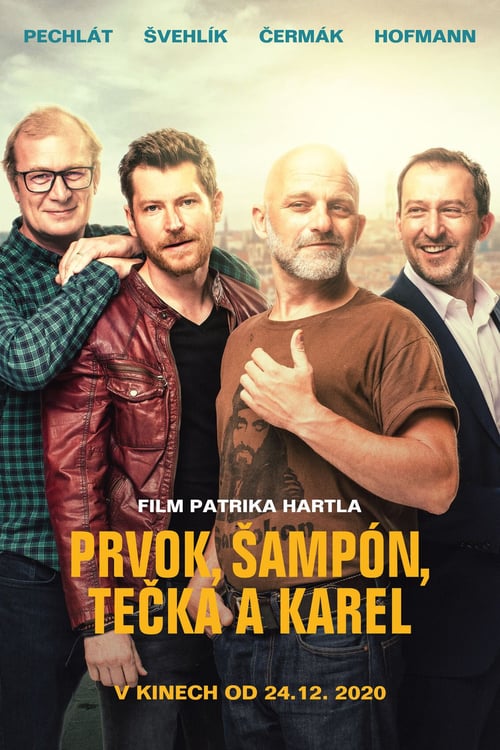 PECHLÁT ŠVEHLÍK ČERMÁK HOFMANN
FILM PATRIKA HARTLA
PRVOK, ŠAMPÓN,
TEČKA A KAREL
V KINECH OD 24.12. 2020